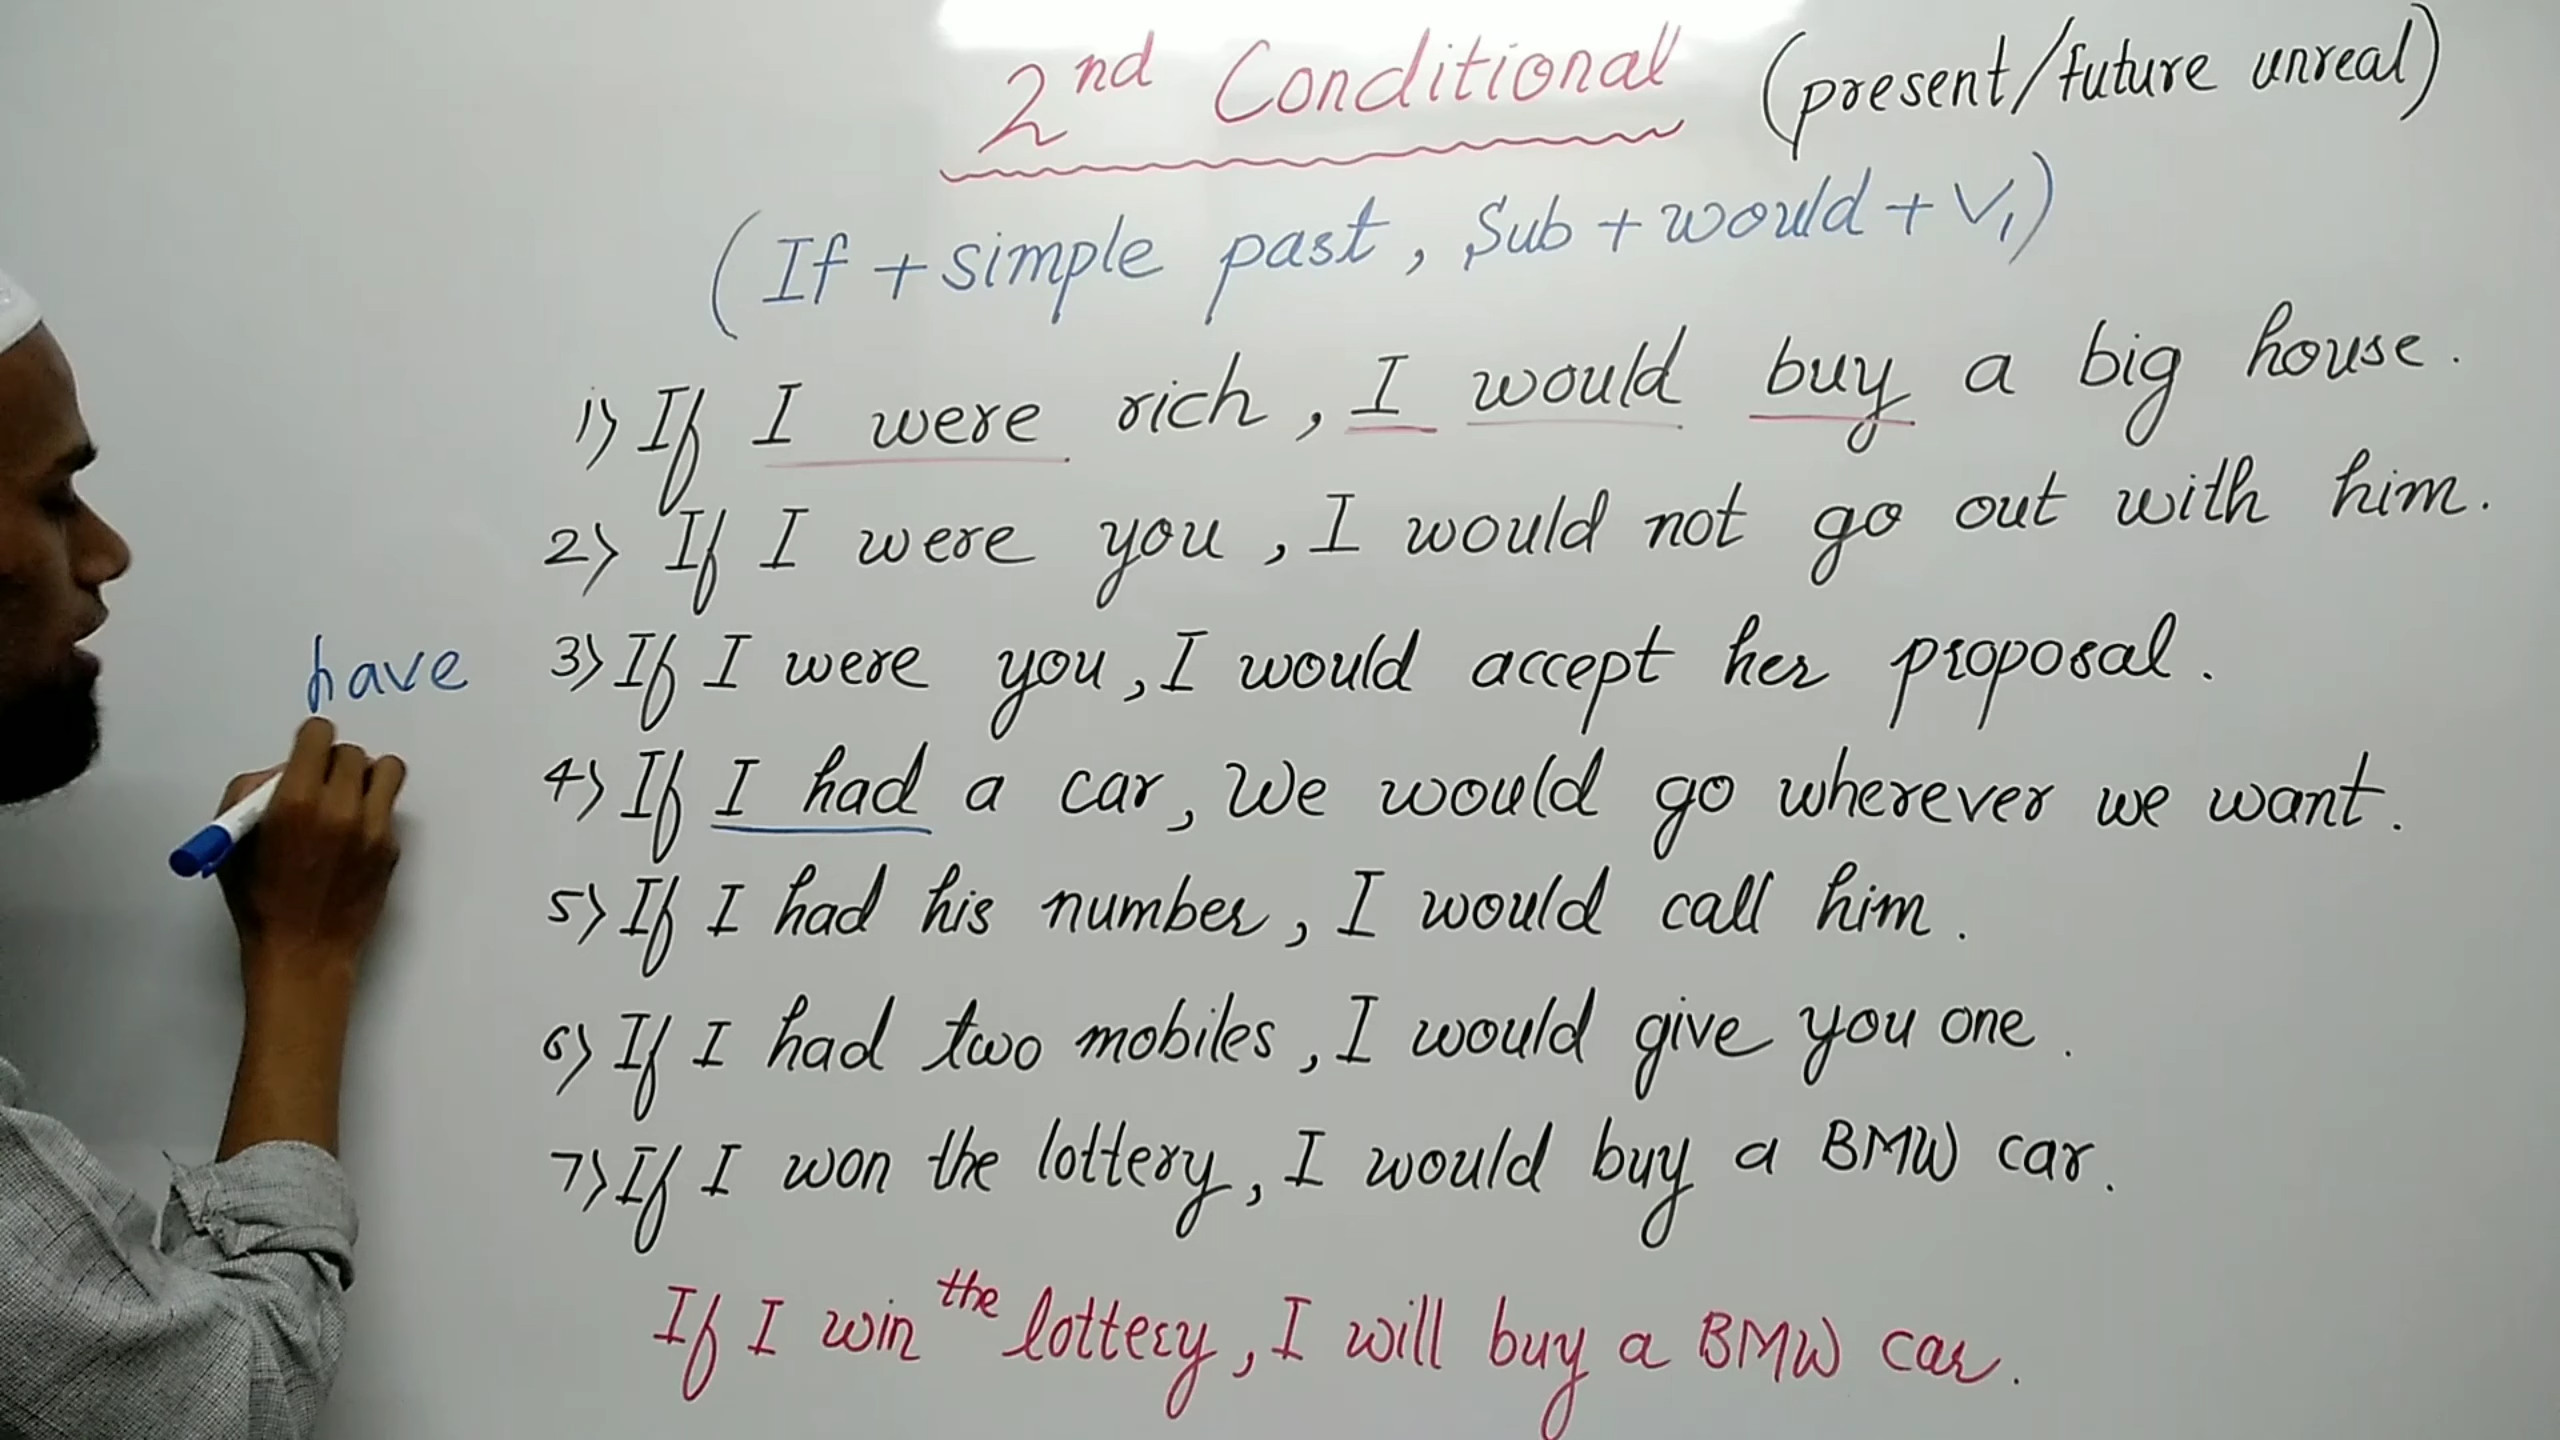 2nd Conditional (present/future unreal)
(If + simple past, Sub + would + V1)
1) If I were rich, I would buy a big house.
2) If I were you, I would not go out with him.
have
3) If I were you, I would accept her proposal.
4) If I had a car, We would go wherever we want.
5) If I had his number, I would call him.
6) If I had two mobiles, I would give you one.
7) If I won the lottery, I would buy a BMW car.
If I win the lottery, I will buy a BMW car.